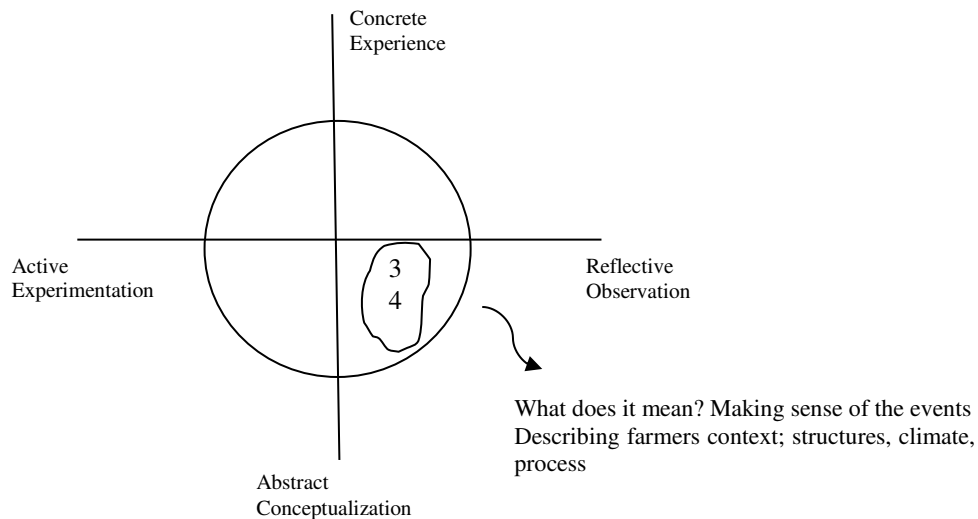 Concrete
Experience
Active
Experimentation
3
4
Reflective
Observation
What does it mean? Making sense of the events
Describing farmers context; structures, climate,
process
Abstract
Conceptualization